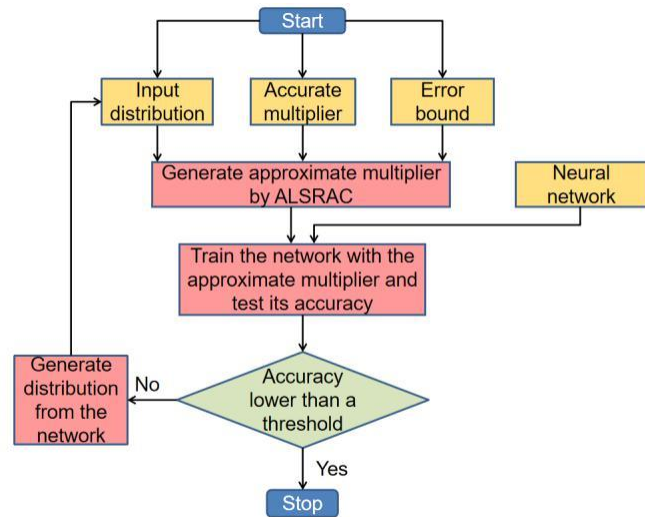 Start
Input
distribution
Accurate
multiplier
Error
bound
Generate approximate multiplier
by ALSRAC
Neural
network
Train the network with the
approximate multiplier and
test its accuracy
Generate
distribution
from the
network
No
Accuracy
lower than a
threshold
Yes
Stop